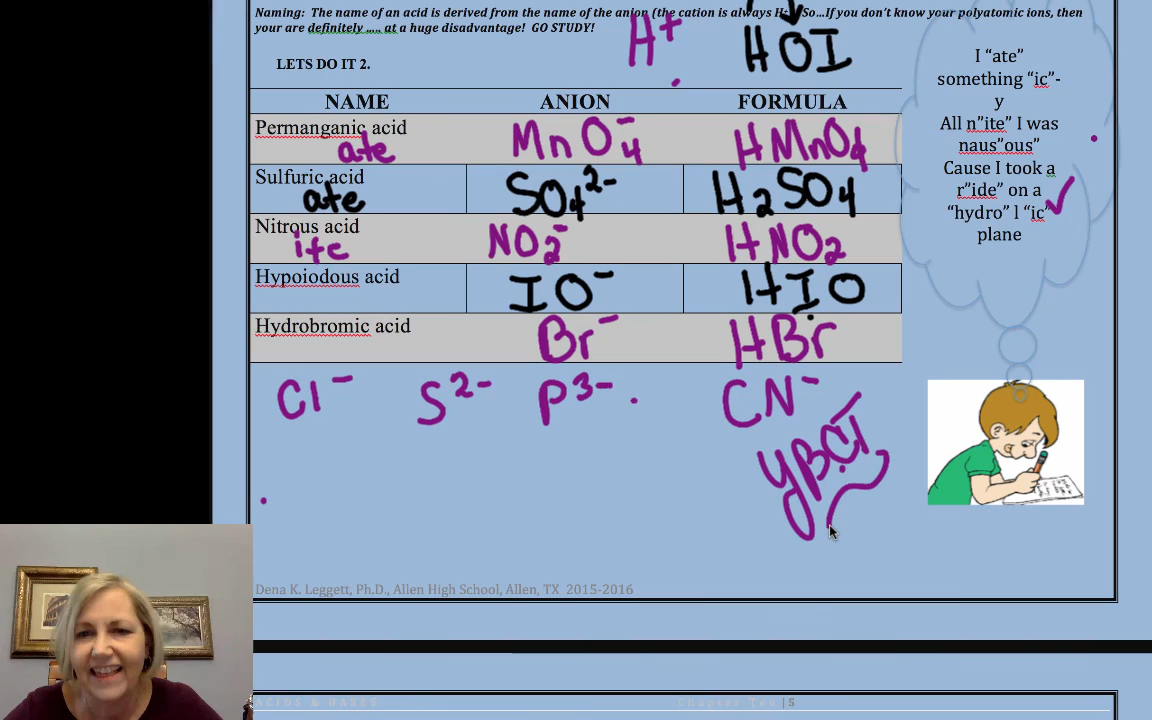 Naming: The name of an acid is derived from the name of the anion (the cation is always H+). So…If you don't know your polyatomic ions, then
your are definitely ….. at a huge disadvantage! GO STUDY!
H+
HOI
LETS DO IT 2.
NAME ANION FORMULA
Permanganic acid MnO4- HMnO4
ate
Sulfuric acid SO42- H2SO4
ate
Nitrous acid NO2- HNO2
ite
Hypoiodous acid IO- HIO
Hydrobromic acid Br- HBr
Cl- S2- P3- . CN-
I “ate”
something “ic”-
y
All n”ite” I was
naus”ous”
Cause I took a
r”ide” on a
“hydro” l “ic”
plane
Dena K. Leggett, Ph.D., Allen High School, Allen, TX 2015-2016
ACIDS & BASES Chapter Ten | 5